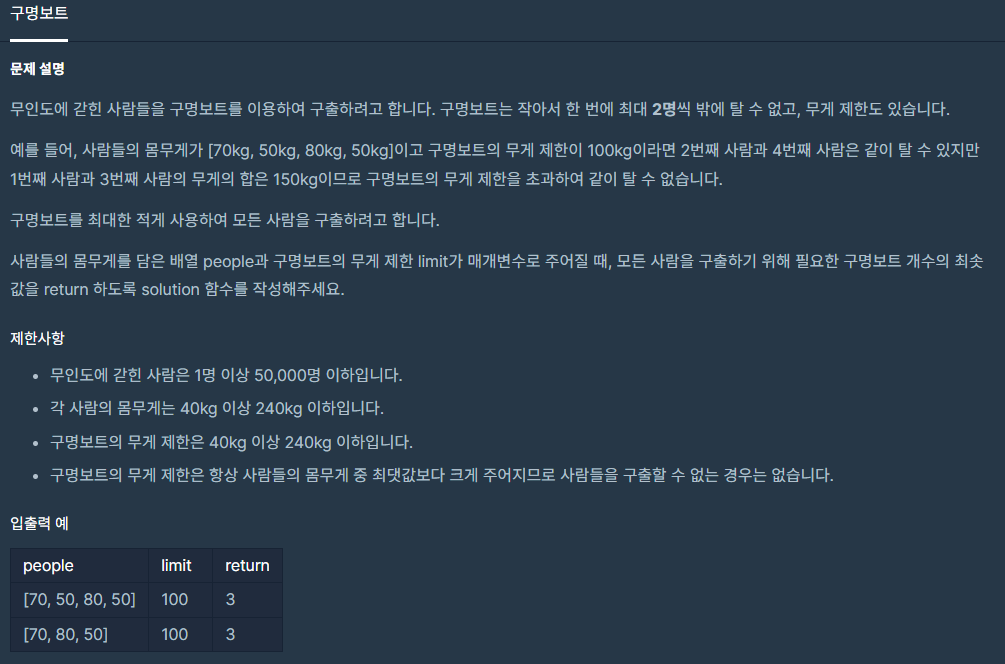 구명보트
문제 설명
무인도에 갇힌 사람들을 구명보트를 이용하여 구출하려고 합니다. 구명보트는 작아서 한 번에 최대 2명씩 밖에 탈 수 없고, 무게 제한도 있습니다.
예를 들어, 사람들의 몸무게가 [70kg, 50kg, 80kg, 50kg]이고 구명보트의 무게 제한이 100kg이라면 2번째 사람과 4번째 사람은 같이 탈 수 있지만
1번째 사람과 3번째 사람의 무게의 합은 150kg이므로 구명보트의 무게 제한을 초과하여 같이 탈 수 없습니다.
구명보트를 최대한 적게 사용하여 모든 사람을 구출하려고 합니다.
사람들의 몸무게를 담은 배열 people과 구명보트의 무게 제한 limit가 매개변수로 주어질 때, 모든 사람을 구출하기 위해 필요한 구명보트 개수의 최솟
값을 return 하도록 solution 함수를 작성해주세요.
제한사항
• 무인도에 갇힌 사람은 1명 이상 50,000명 이하입니다.
• 각 사람의 몸무게는 40kg 이상 240kg 이하입니다.
• 구명보트의 무게 제한은 40kg 이상 240kg 이하입니다.
• 구명보트의 무게 제한은 항상 사람들의 몸무게 중 최댓값보다 크게 주어지므로 사람들을 구출할 수 없는 경우는 없습니다.
입출력 예
people limit return
[70, 50, 80, 50] 100 3
[70, 80, 50] 100 3